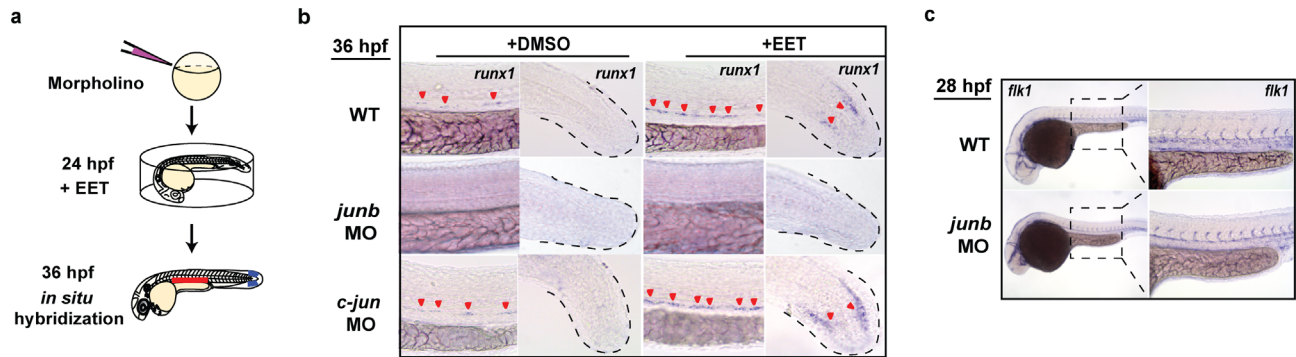 a
Morpholino
24 hpf
+ EET
36 hpf
in situ
hybridization
b
36 hpf
+DMSO
+EET
runx1
runx1
runx1
runx1
WT
junb
MO
c-jun
MO
c
28 hpf
flk1
flk1
WT
junb
MO